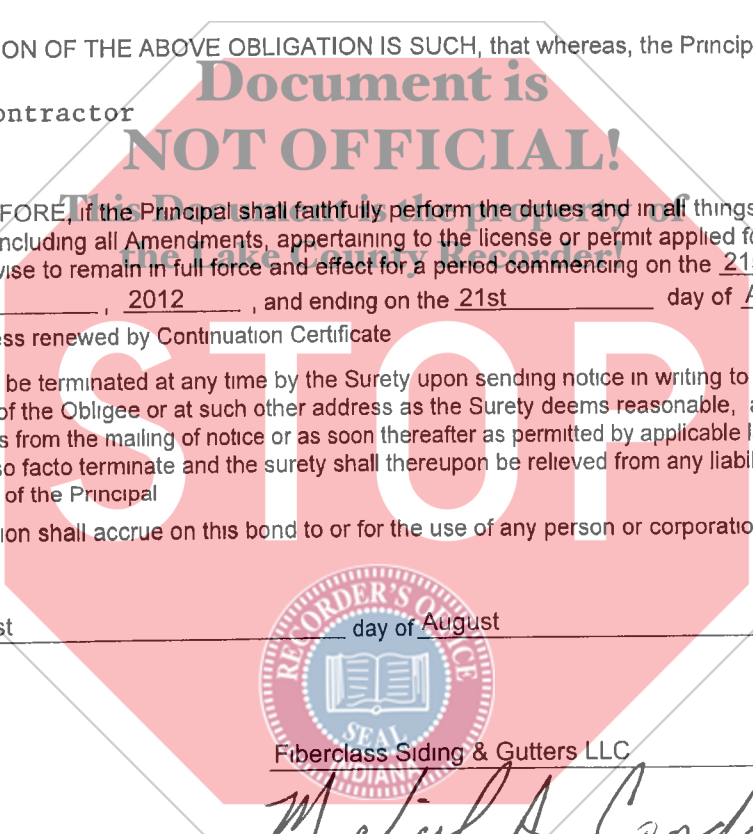 ON OF THE ABOVE OBLIGATION IS SUCH, that whereas, the Princip
Document is
ontractor
NOT OFFICIAL!
This Document is the property of
FORE, if the Principal shall faithfully perform the duties and in all things
ncluding all Amendments, appertaining to the license or permit applied fo
the Lake County Recorder!
vise to remain in full force and effect for a period commencing on the 21s
, 2012 , and ending on the 21st day of A
ss renewed by Continuation Certificate
STOP
be terminated at any time by the Surety upon sending notice in writing to
of the Obligee or at such other address as the Surety deems reasonable, a
s from the mailing of notice or as soon thereafter as permitted by applicable l
so facto terminate and the surety shall thereupon be relieved from any liabil
of the Principal
ion shall accrue on this bond to or for the use of any person or corporatio
st day of August
RECORDER'S OFFICE
SEAL
INDIANA
Fiberclass Siding & Gutters LLC